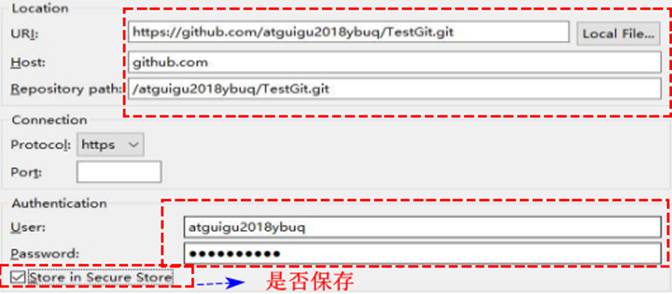 Location
URI: https://github.com/atguigu2018ybuq/TestGit.git Local File...
Host: github.com
Repository path: /atguigu2018ybuq/TestGit.git
Connection
Protocol: https
Port:
Authentication
User: atguigu2018ybuq
Password: ●●●●●●●●●●
Store in Secure Store 是否保存